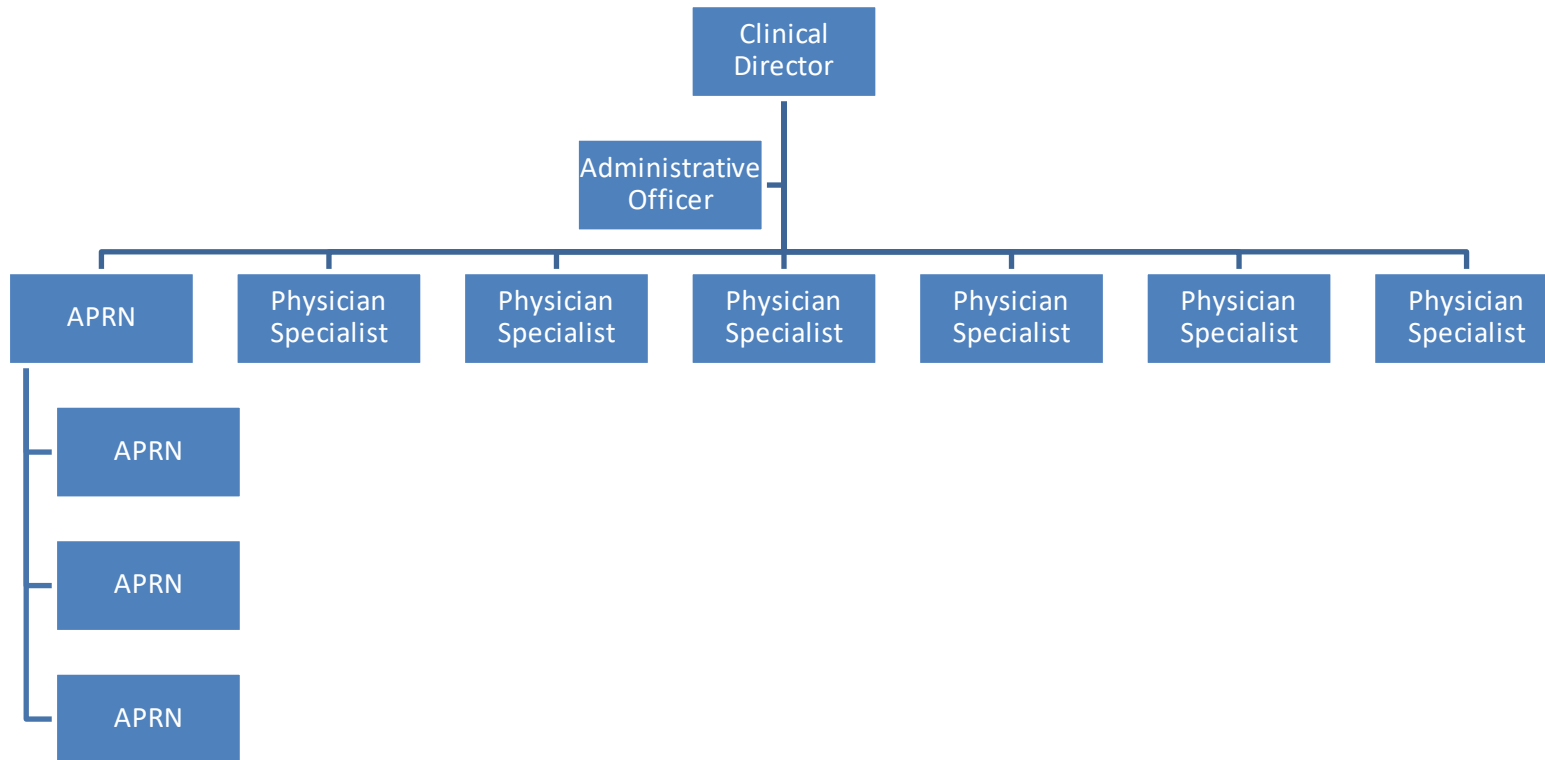 Clinical
Director
Administrative
Officer
APRN
Physician
Specialist
Physician
Specialist
Physician
Specialist
Physician
Specialist
Physician
Specialist
Physician
Specialist
APRN
APRN
APRN